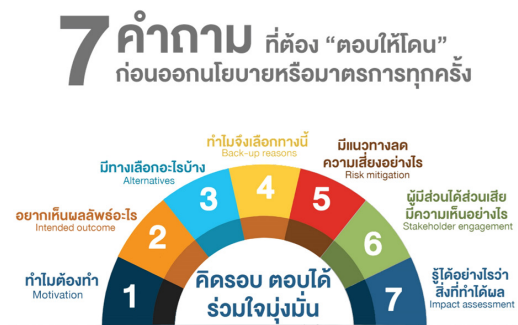 7 คำถาม ที่ต้อง “ตอบให้โดน”
ก่อนออกนโยบายหรือมาตรการทุกครั้ง
ทำไมต้องทำ
Motivation
1
อยากเห็นผลลัพธ์อะไร
Intended outcome
2
มีทางเลือกอะไรบ้าง
Alternatives
3
ทำไมจึงเลือกทางนี้
Back-up reasons
4
มีแนวทางลด
ความเสี่ยงอย่างไร
Risk mitigation
5
ผู้มีส่วนได้ส่วนเสีย
มีความเห็นอย่างไร
Stakeholder engagement
6
รู้ได้อย่างไรว่า
สิ่งที่ทำได้ผล
Impact assessment
7
คิดรอบ ตอบได้
ร่วมใจมุ่งมั่น